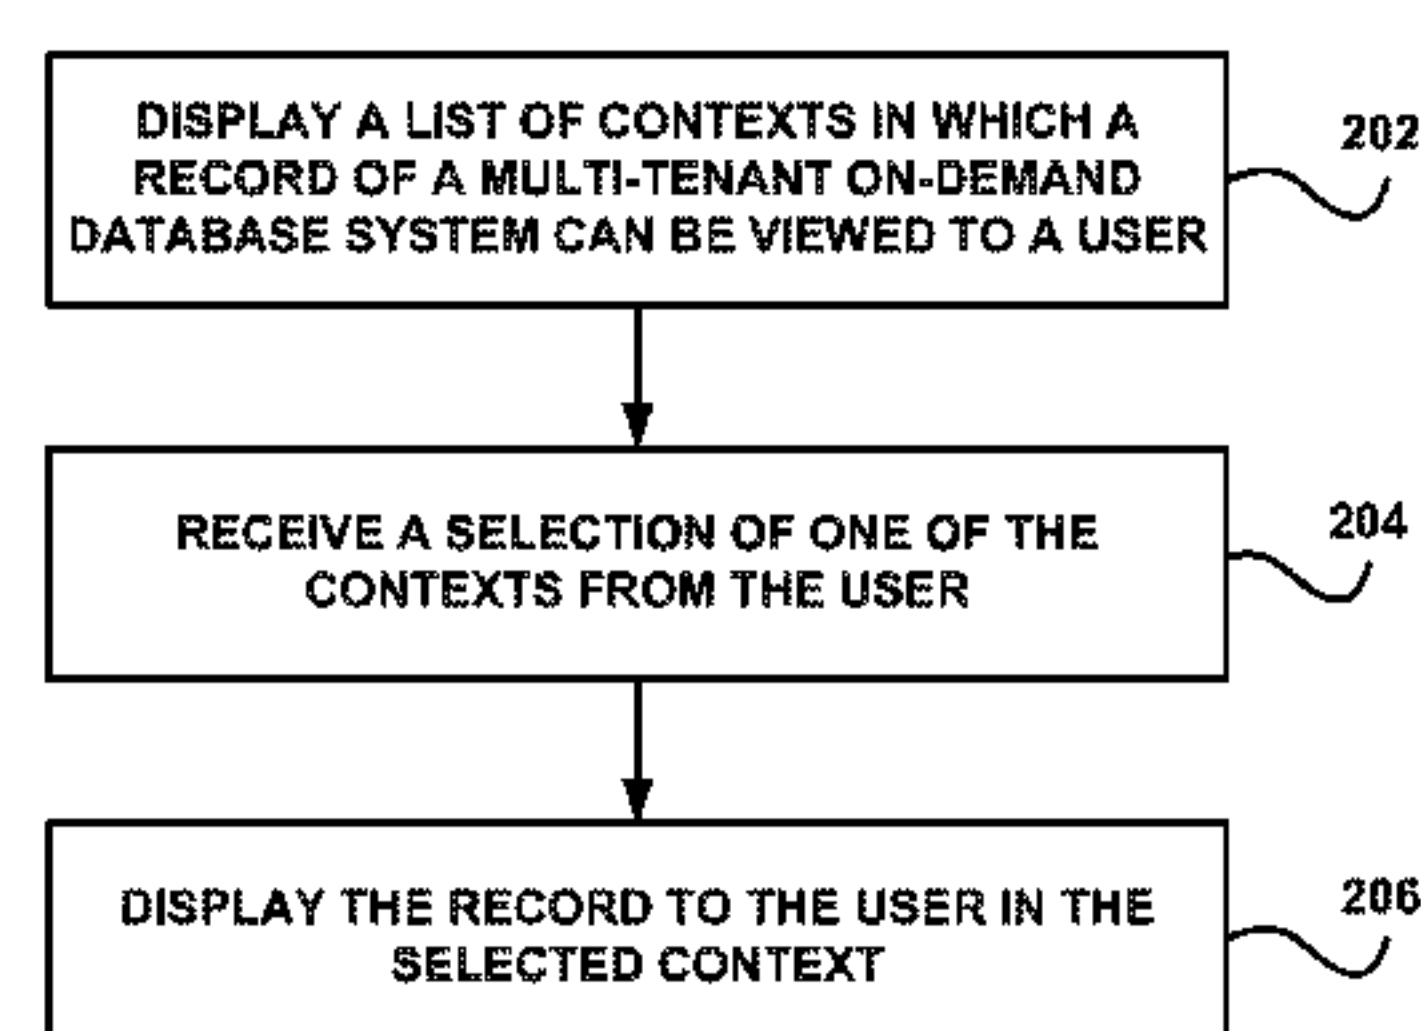 DISPLAY A LIST OF CONTEXTS IN WHICH A
RECORD OF A MULTI-TENANT ON-DEMAND
DATABASE SYSTEM CAN BE VIEWED TO A USER
202
RECEIVE A SELECTION OF ONE OF THE
CONTEXTS FROM THE USER
204
DISPLAY THE RECORD TO THE USER IN THE
SELECTED CONTEXT
206